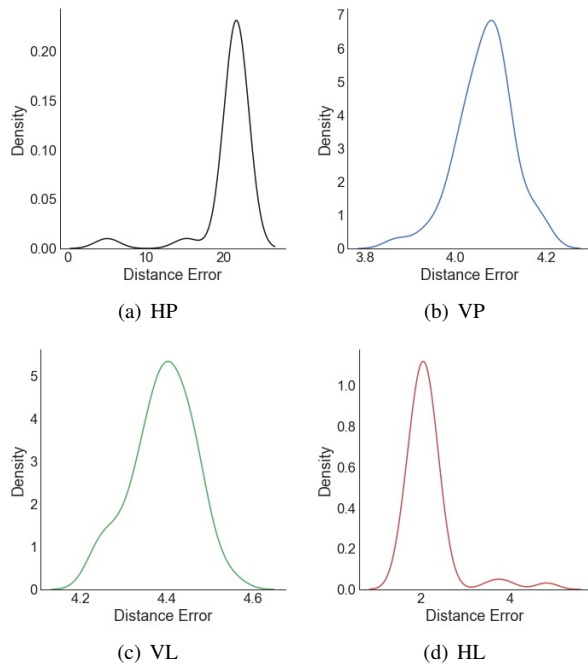 0.20
0.15
0.10
0.05
0.00
Density
0 10 20
Distance Error
(a) HP
7
6
5
4
3
2
1
0
Density
3.8 4.0 4.2
Distance Error
(b) VP
5
4
3
2
1
0
Density
4.2 4.4 4.6
Distance Error
(c) VL
1.0
0.8
0.6
0.4
0.2
0.0
Density
2 4
Distance Error
(d) HL